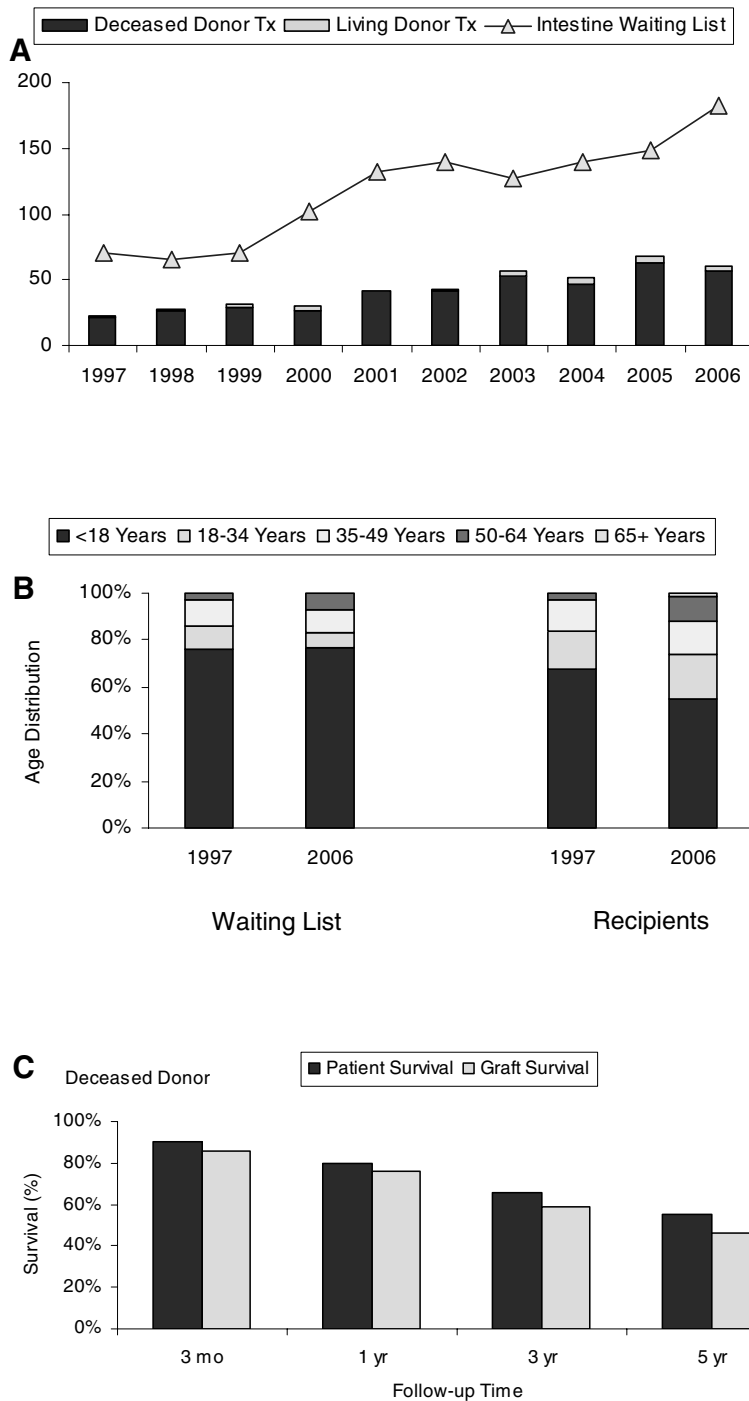 Deceased Donor Tx Living Donor Tx Intestine Waiting List
A
200
150
100
50
0
1997 1998 1999 2000 2001 2002 2003 2004 2005 2006
<18 Years 18-34 Years 35-49 Years 50-64 Years 65+ Years
B
100%
80%
60%
40%
20%
0%
Age Distribution
1997 2006 1997 2006
Waiting List Recipients
C
Deceased Donor
Patient Survival Graft Survival
100%
80%
60%
40%
20%
0%
Survival (%)
3 mo 1 yr 3 yr 5 yr
Follow-up Time